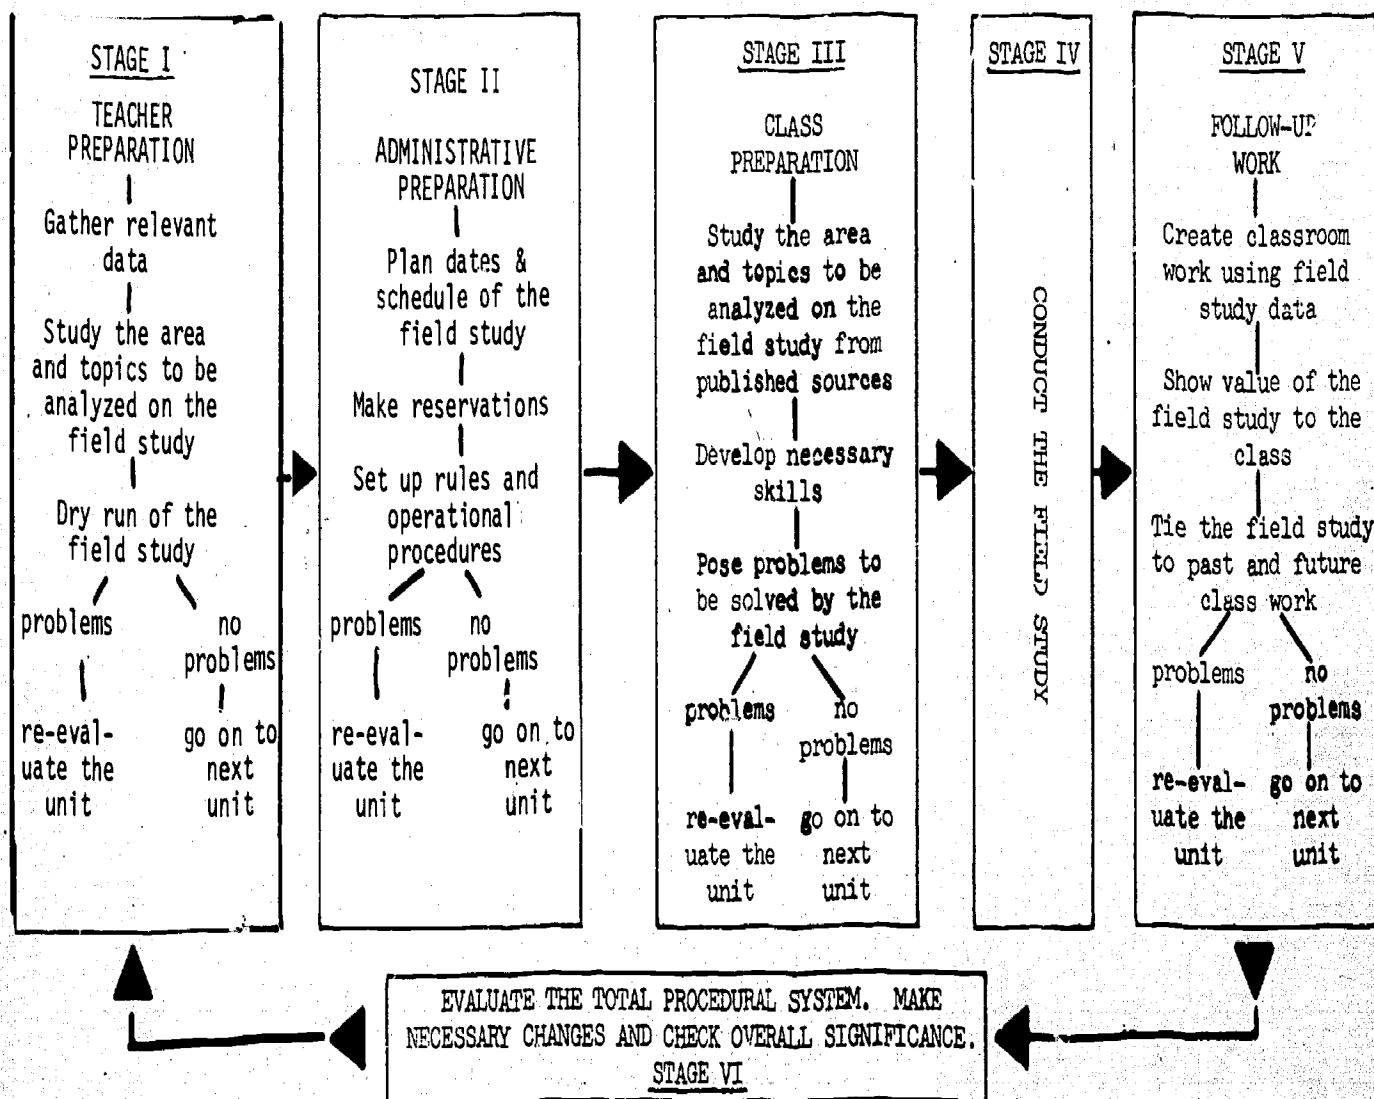 STAGE I
TEACHER
PREPARATION
Gather relevant
data
Study the area
and topics to be
analyzed on the
field study
Dry run of the
field study
problems
no
problems
re-eval-
uate the
unit
go on to
next
unit
STAGE II
ADMINISTRATIVE
PREPARATION
Plan dates &
schedule of the
field study
Make reservations
Set up rules and
operational
procedures
problems
no
problems
re-eval-
uate the
unit
go on to
next
unit
STAGE III
CLASS
PREPARATION
Study the area
and topics to be
analyzed on the
field study from
published sources
Develop necessary
skills
Pose problems to
be solved by the
field study
problems
no
problems
re-eval-
uate the
unit
go on to
next
unit
STAGE IV
CONDUCT THE FIELD STUDY
STAGE V
FOLLOW-UP
WORK
Create classroom
work using field
study data
Show value of the
field study to the
class
Tie the field study
to past and future
class work
problems
no
problems
re-eval-
uate the
unit
go on to
next
unit
EVALUATE THE TOTAL PROCEDURAL SYSTEM. MAKE
NECESSARY CHANGES AND CHECK OVERALL SIGNIFICANCE.
STAGE VI